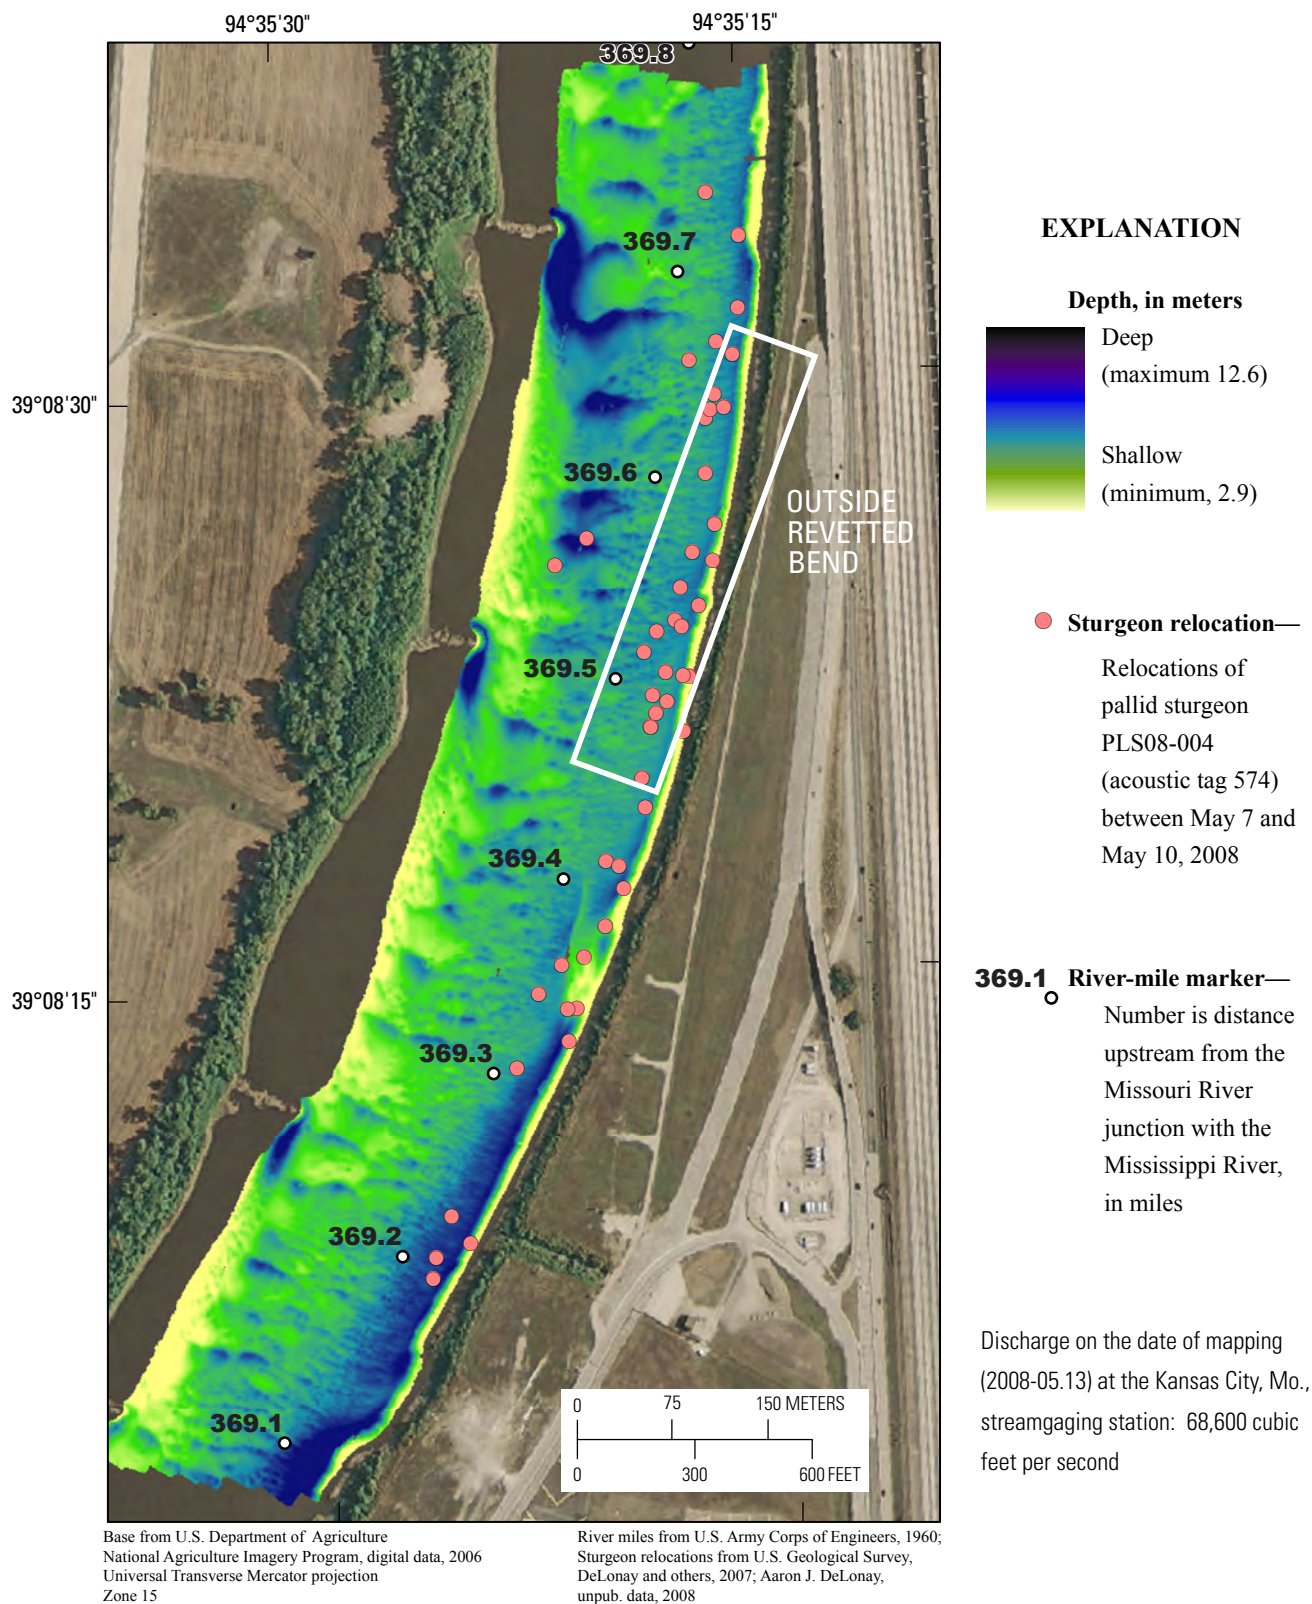 94°35'30"
94°35'15"
369.8
369.7
39°08'30"
369.6
OUTSIDE
REVETTED
BEND
369.5
369.4
39°08'15"
369.3
369.2
369.1
0 75 150 METERS
0 300 600 FEET
Base from U.S. Department of Agriculture
National Agriculture Imagery Program, digital data, 2006
Universal Transverse Mercator projection
Zone 15
River miles from U.S. Army Corps of Engineers, 1960;
Sturgeon relocations from U.S. Geological Survey,
DeLonay and others, 2007; Aaron J. DeLonay,
unpub. data, 2008
EXPLANATION
Depth, in meters
Deep
(maximum 12.6)
Shallow
(minimum, 2.9)
Sturgeon relocation—
Relocations of
pallid sturgeon
PLS08-004
(acoustic tag 574)
between May 7 and
May 10, 2008
369.1 River-mile marker—
Number is distance
upstream from the
Missouri River
junction with the
Mississippi River,
in miles
Discharge on the date of mapping
(2008-05.13) at the Kansas City, Mo.,
streamgaging station: 68,600 cubic
feet per second